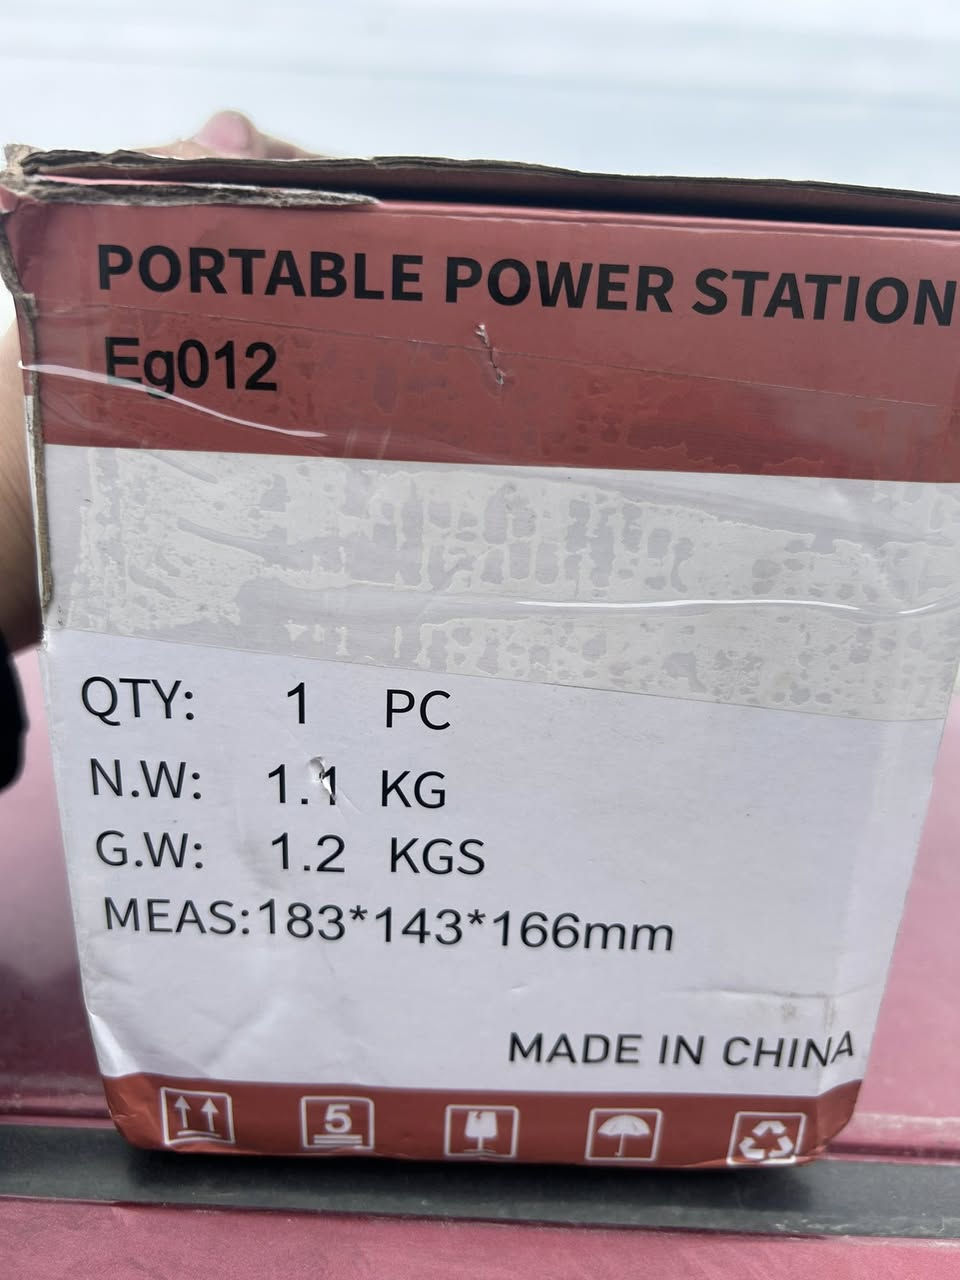 PORTABLE POWER STATION
Eg012
QTY: 1 PC
N.W: 1.1 KG
G.W: 1.2 KGS
MEAS:183*143*166mm
MADE IN CHINA
5